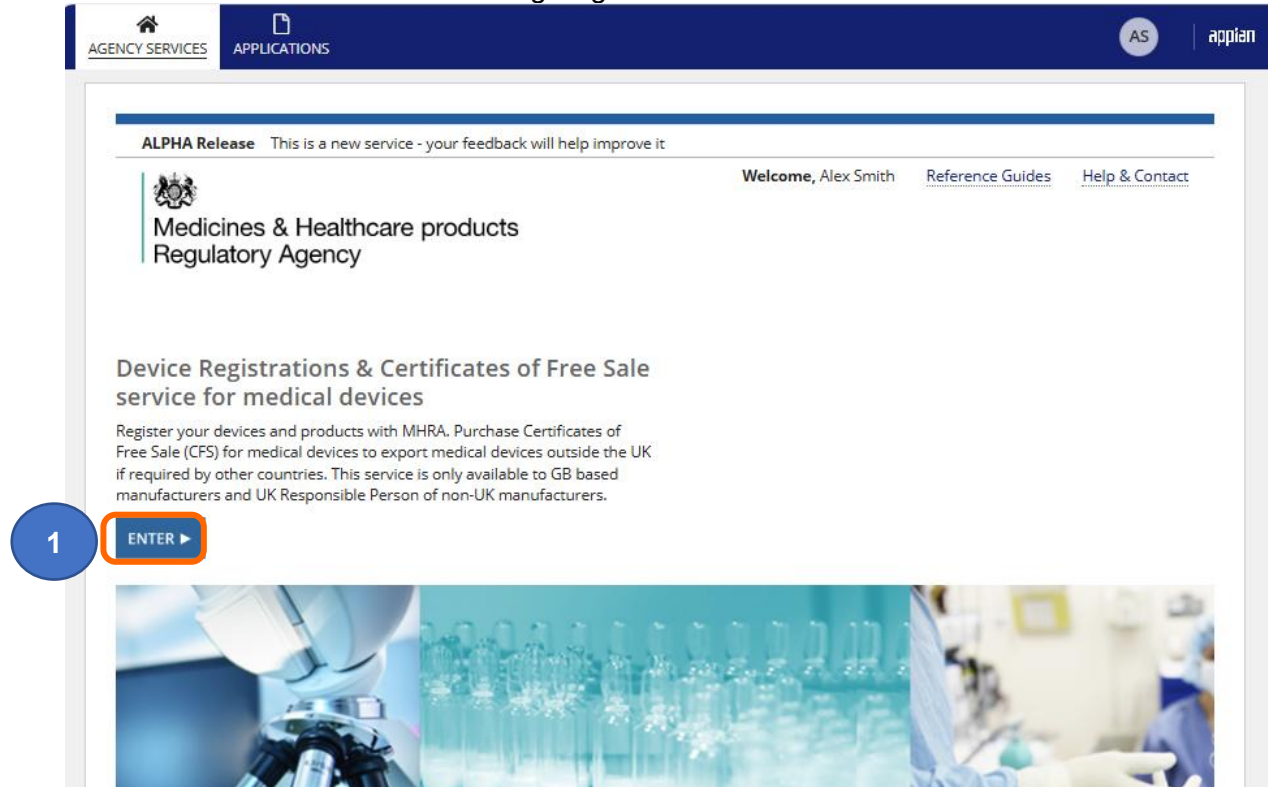 AGENCY SERVICES
APPLICATIONS
AS
appian
ALPHA Release This is a new service - your feedback will help improve it
Welcome, Alex Smith Reference Guides Help & Contact
Medicines & Healthcare products
Regulatory Agency
Device Registrations & Certificates of Free Sale
service for medical devices
Register your devices and products with MHRA. Purchase Certificates of
Free Sale (CFS) for medical devices to export medical devices outside the UK
if required by other countries. This service is only available to GB based
manufacturers and UK Responsible Person of non-UK manufacturers.
1
ENTER ►